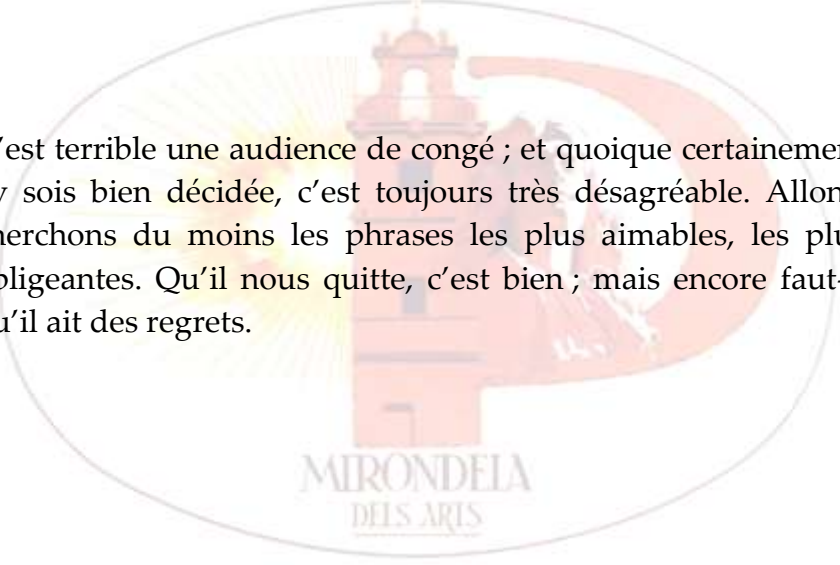 ’est terrible une audience de congé ; et quoique certainemen
y sois bien décidée, c’est toujours très désagréable. Allon
herchons du moins les phrases les plus aimables, les plu
bligeantes. Qu’il nous quitte, c’est bien ; mais encore faut-
u’il ait des regrets.
MIRONDELA
DELS ARTS